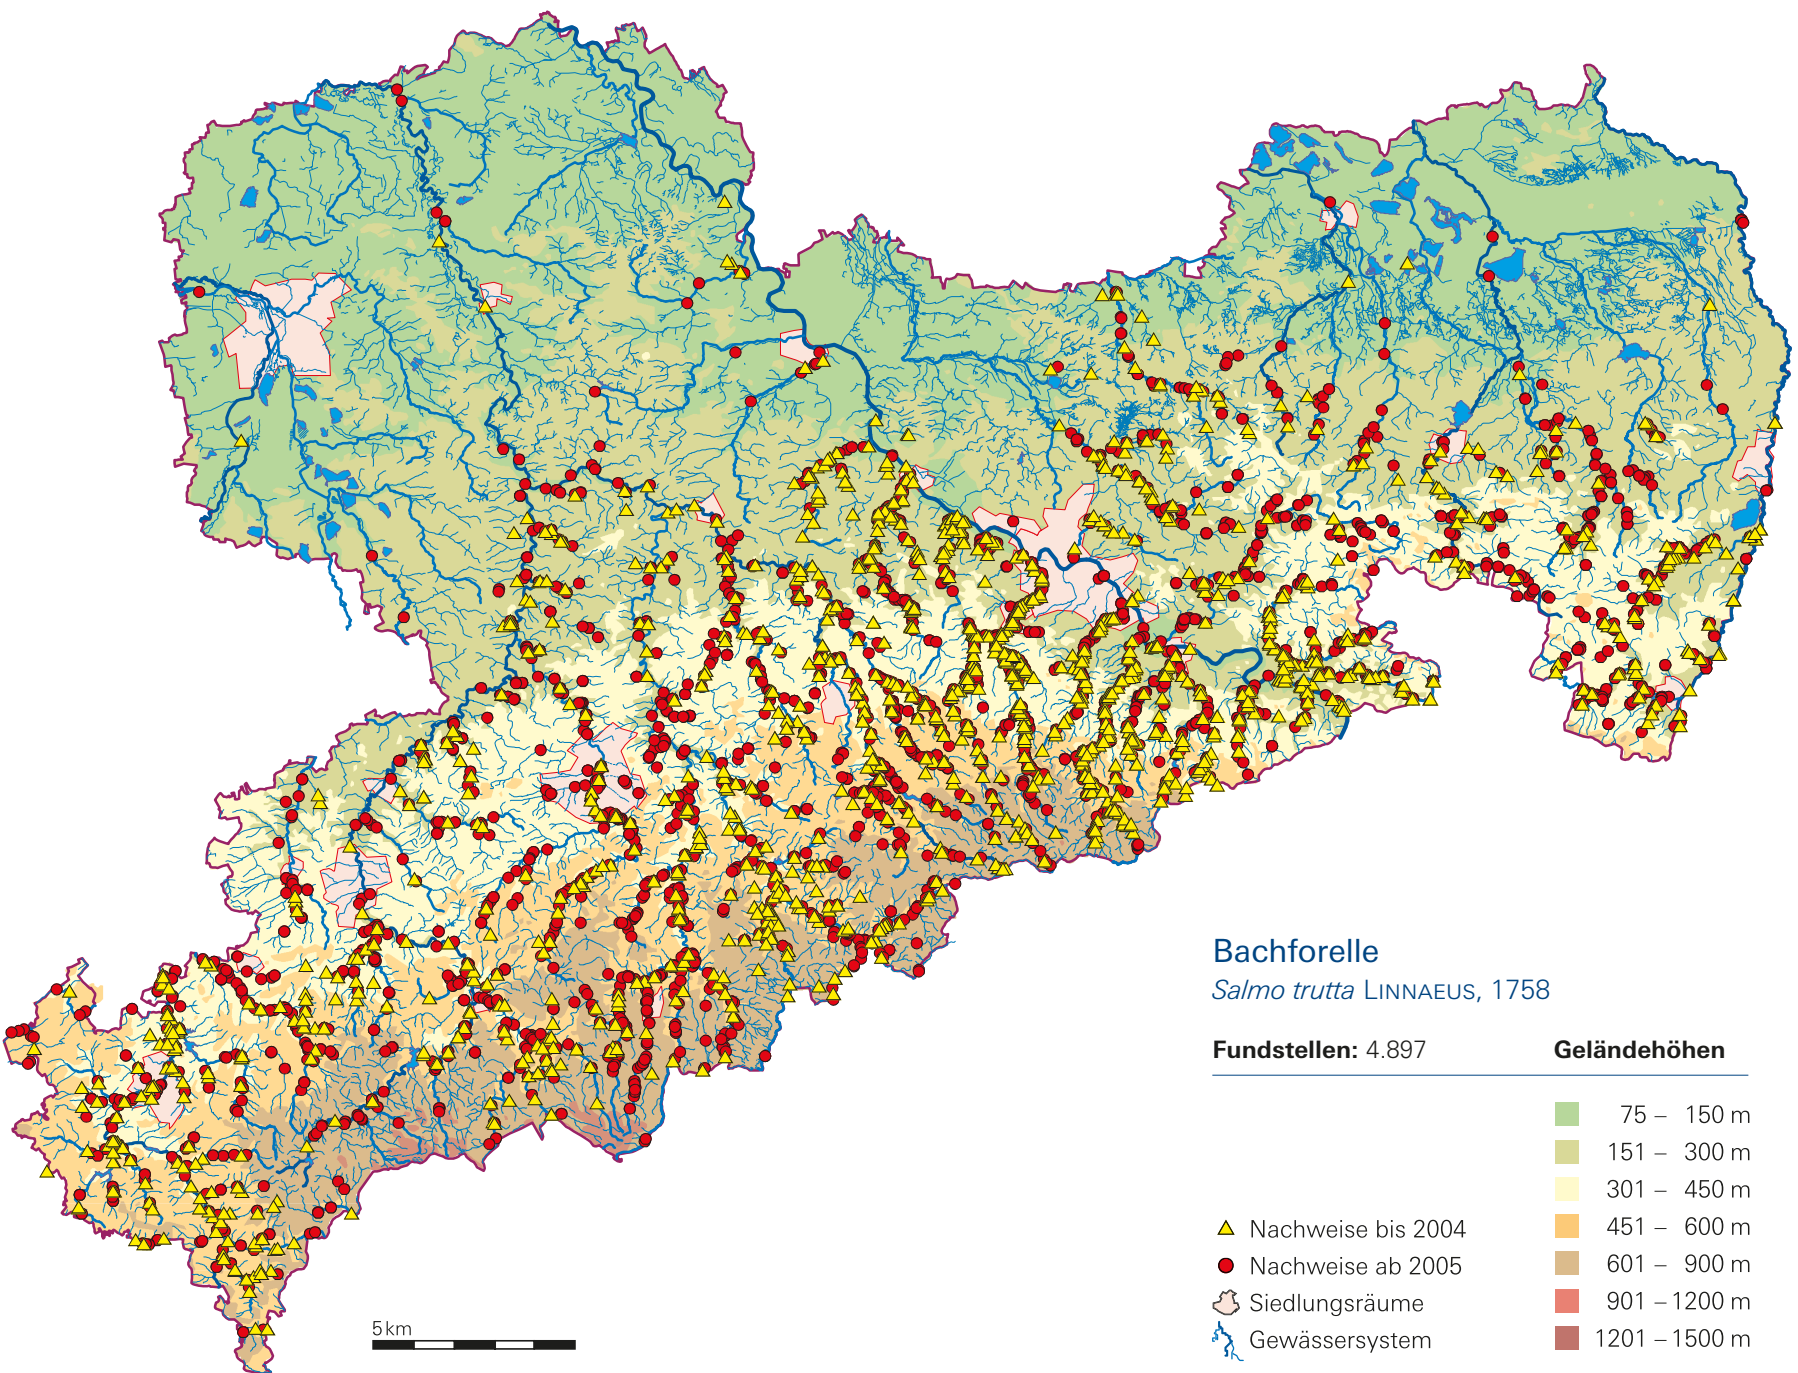 Bachforelle
Salmo trutta LINNAEUS, 1758
Fundstellen: 4.897
Geländehöhen
75 – 150 m
151 – 300 m
301 – 450 m
451 – 600 m
601 – 900 m
901 – 1200 m
1201 – 1500 m
Nachweise bis 2004
Nachweise ab 2005
Siedlungsräume
Gewässersystem
5 km